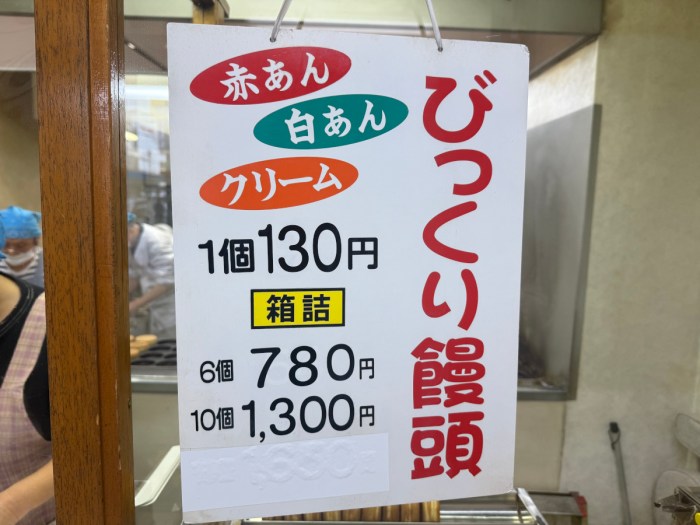 びっくり饅頭
赤あん
白あん
クリーム
1個130円
箱詰
6個 780円
10個 1,300円